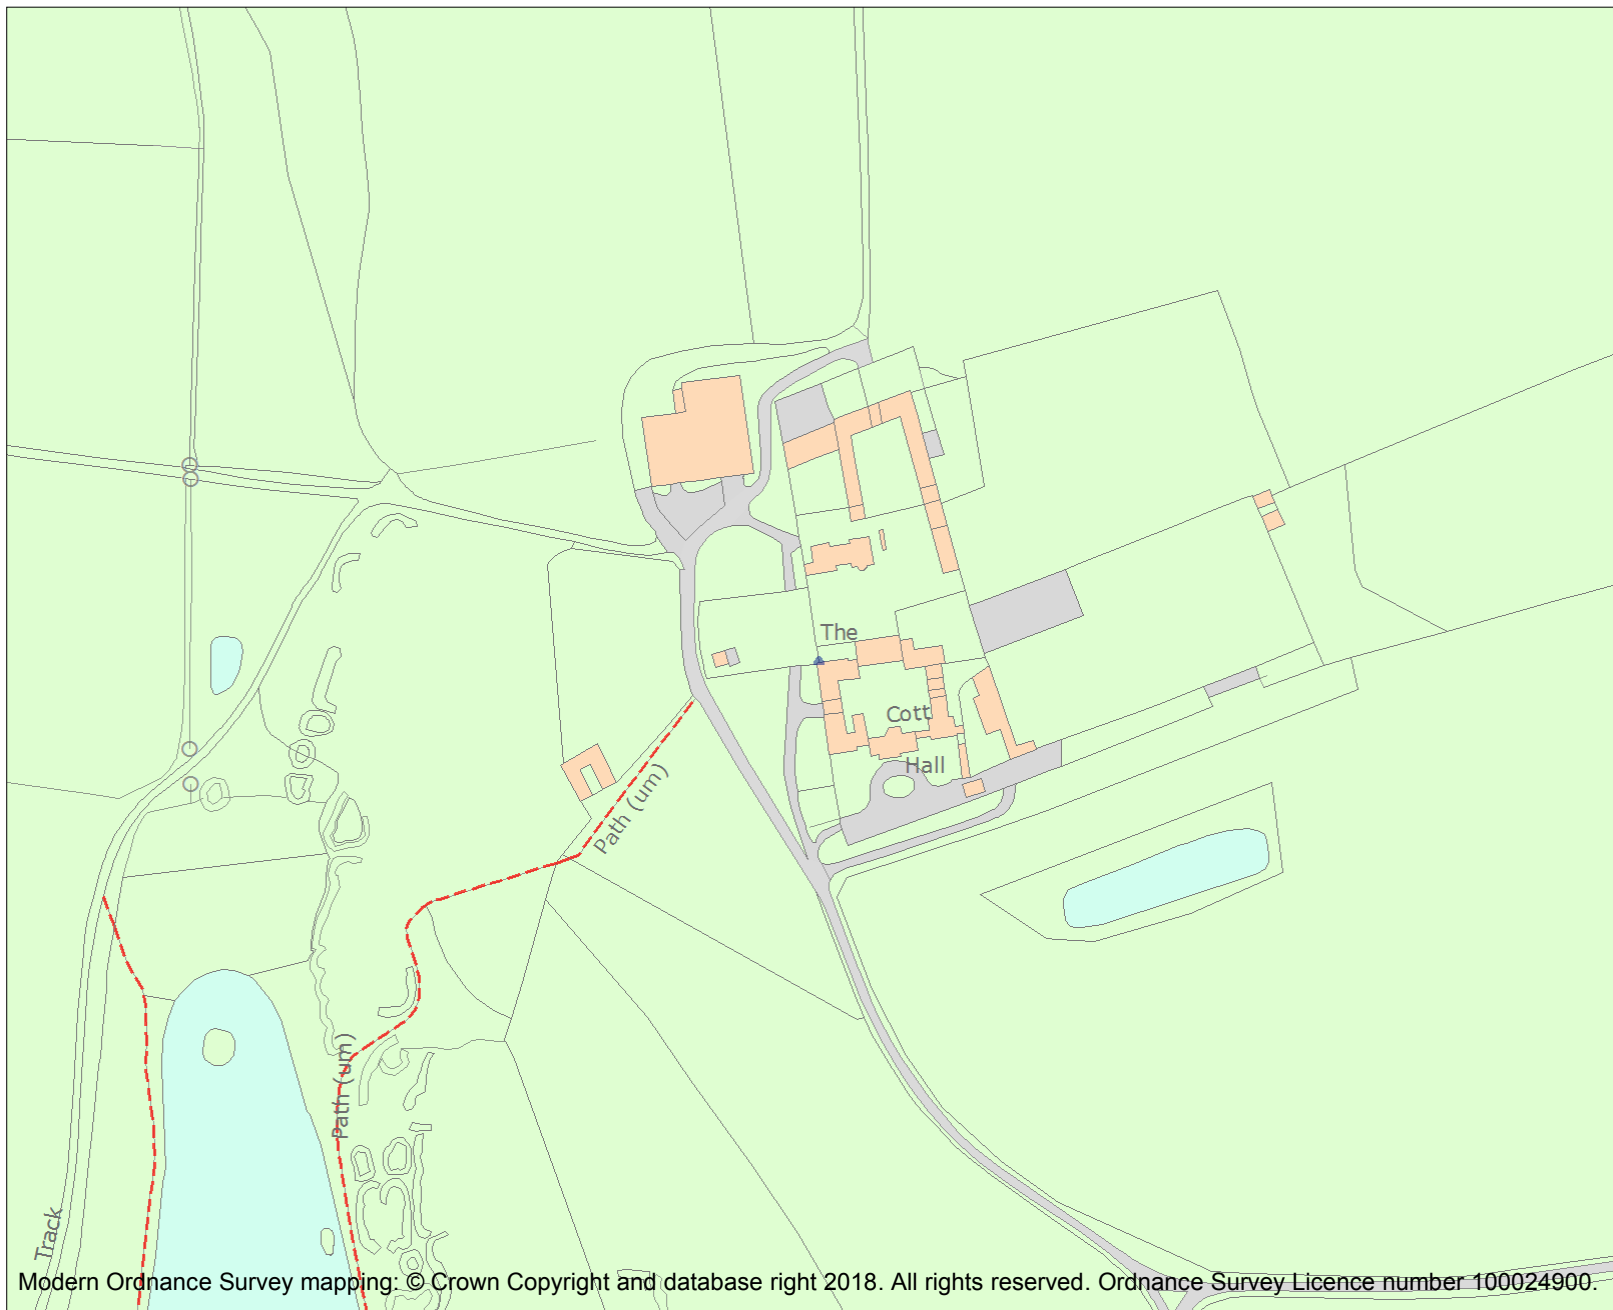 The
Cott
Hall
Path (um)
Path (um)
Track
Modern Ordnance Survey mapping: © Crown Copyright and database right 2018. All rights reserved. Ordnance Survey Licence number 100024900.